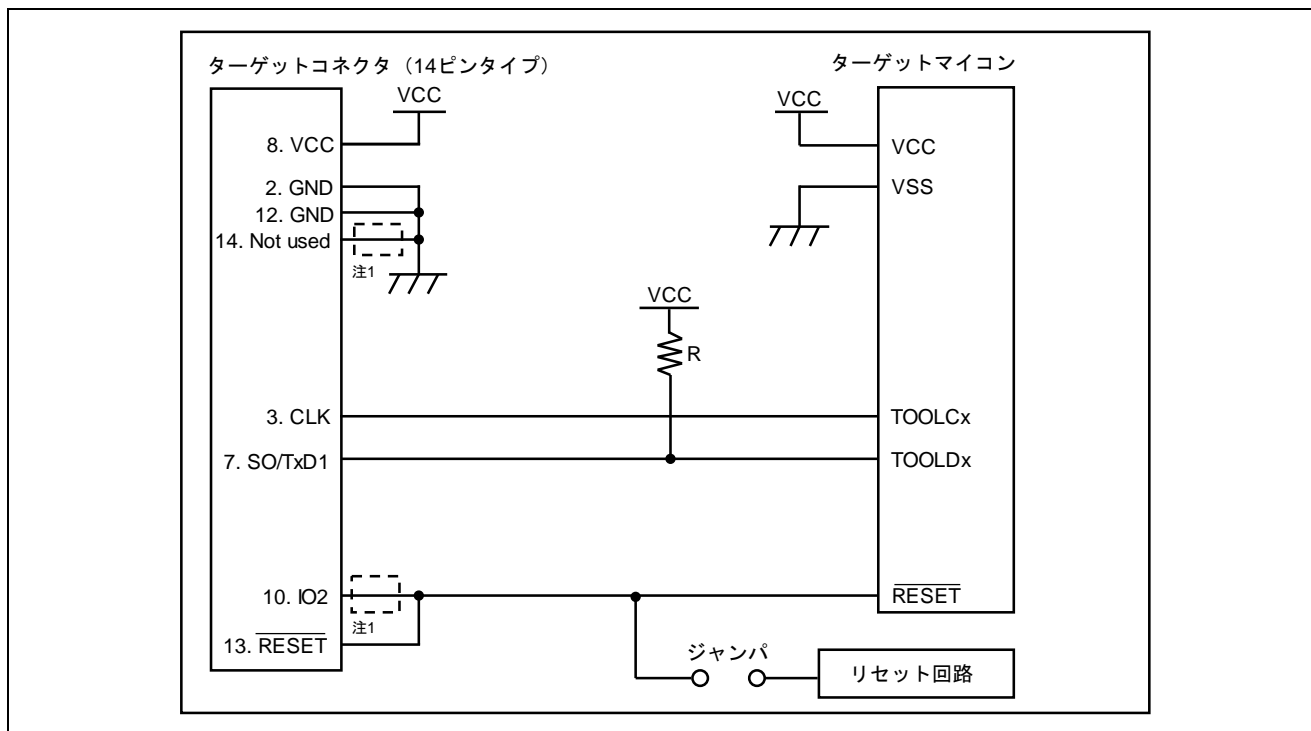 ターゲットコネクタ（14ピンタイプ）
ターゲットマイコン
VCC
VCC
8. VCC
VCC
2. GND
VSS
12. GND
14. Not used
注1
VCC
R
3. CLK
TOOLCx
7. SO/TxD1
TOOLDx
10. IO2
RESET
注1
13. RESET
ジャンパ
リセット回路